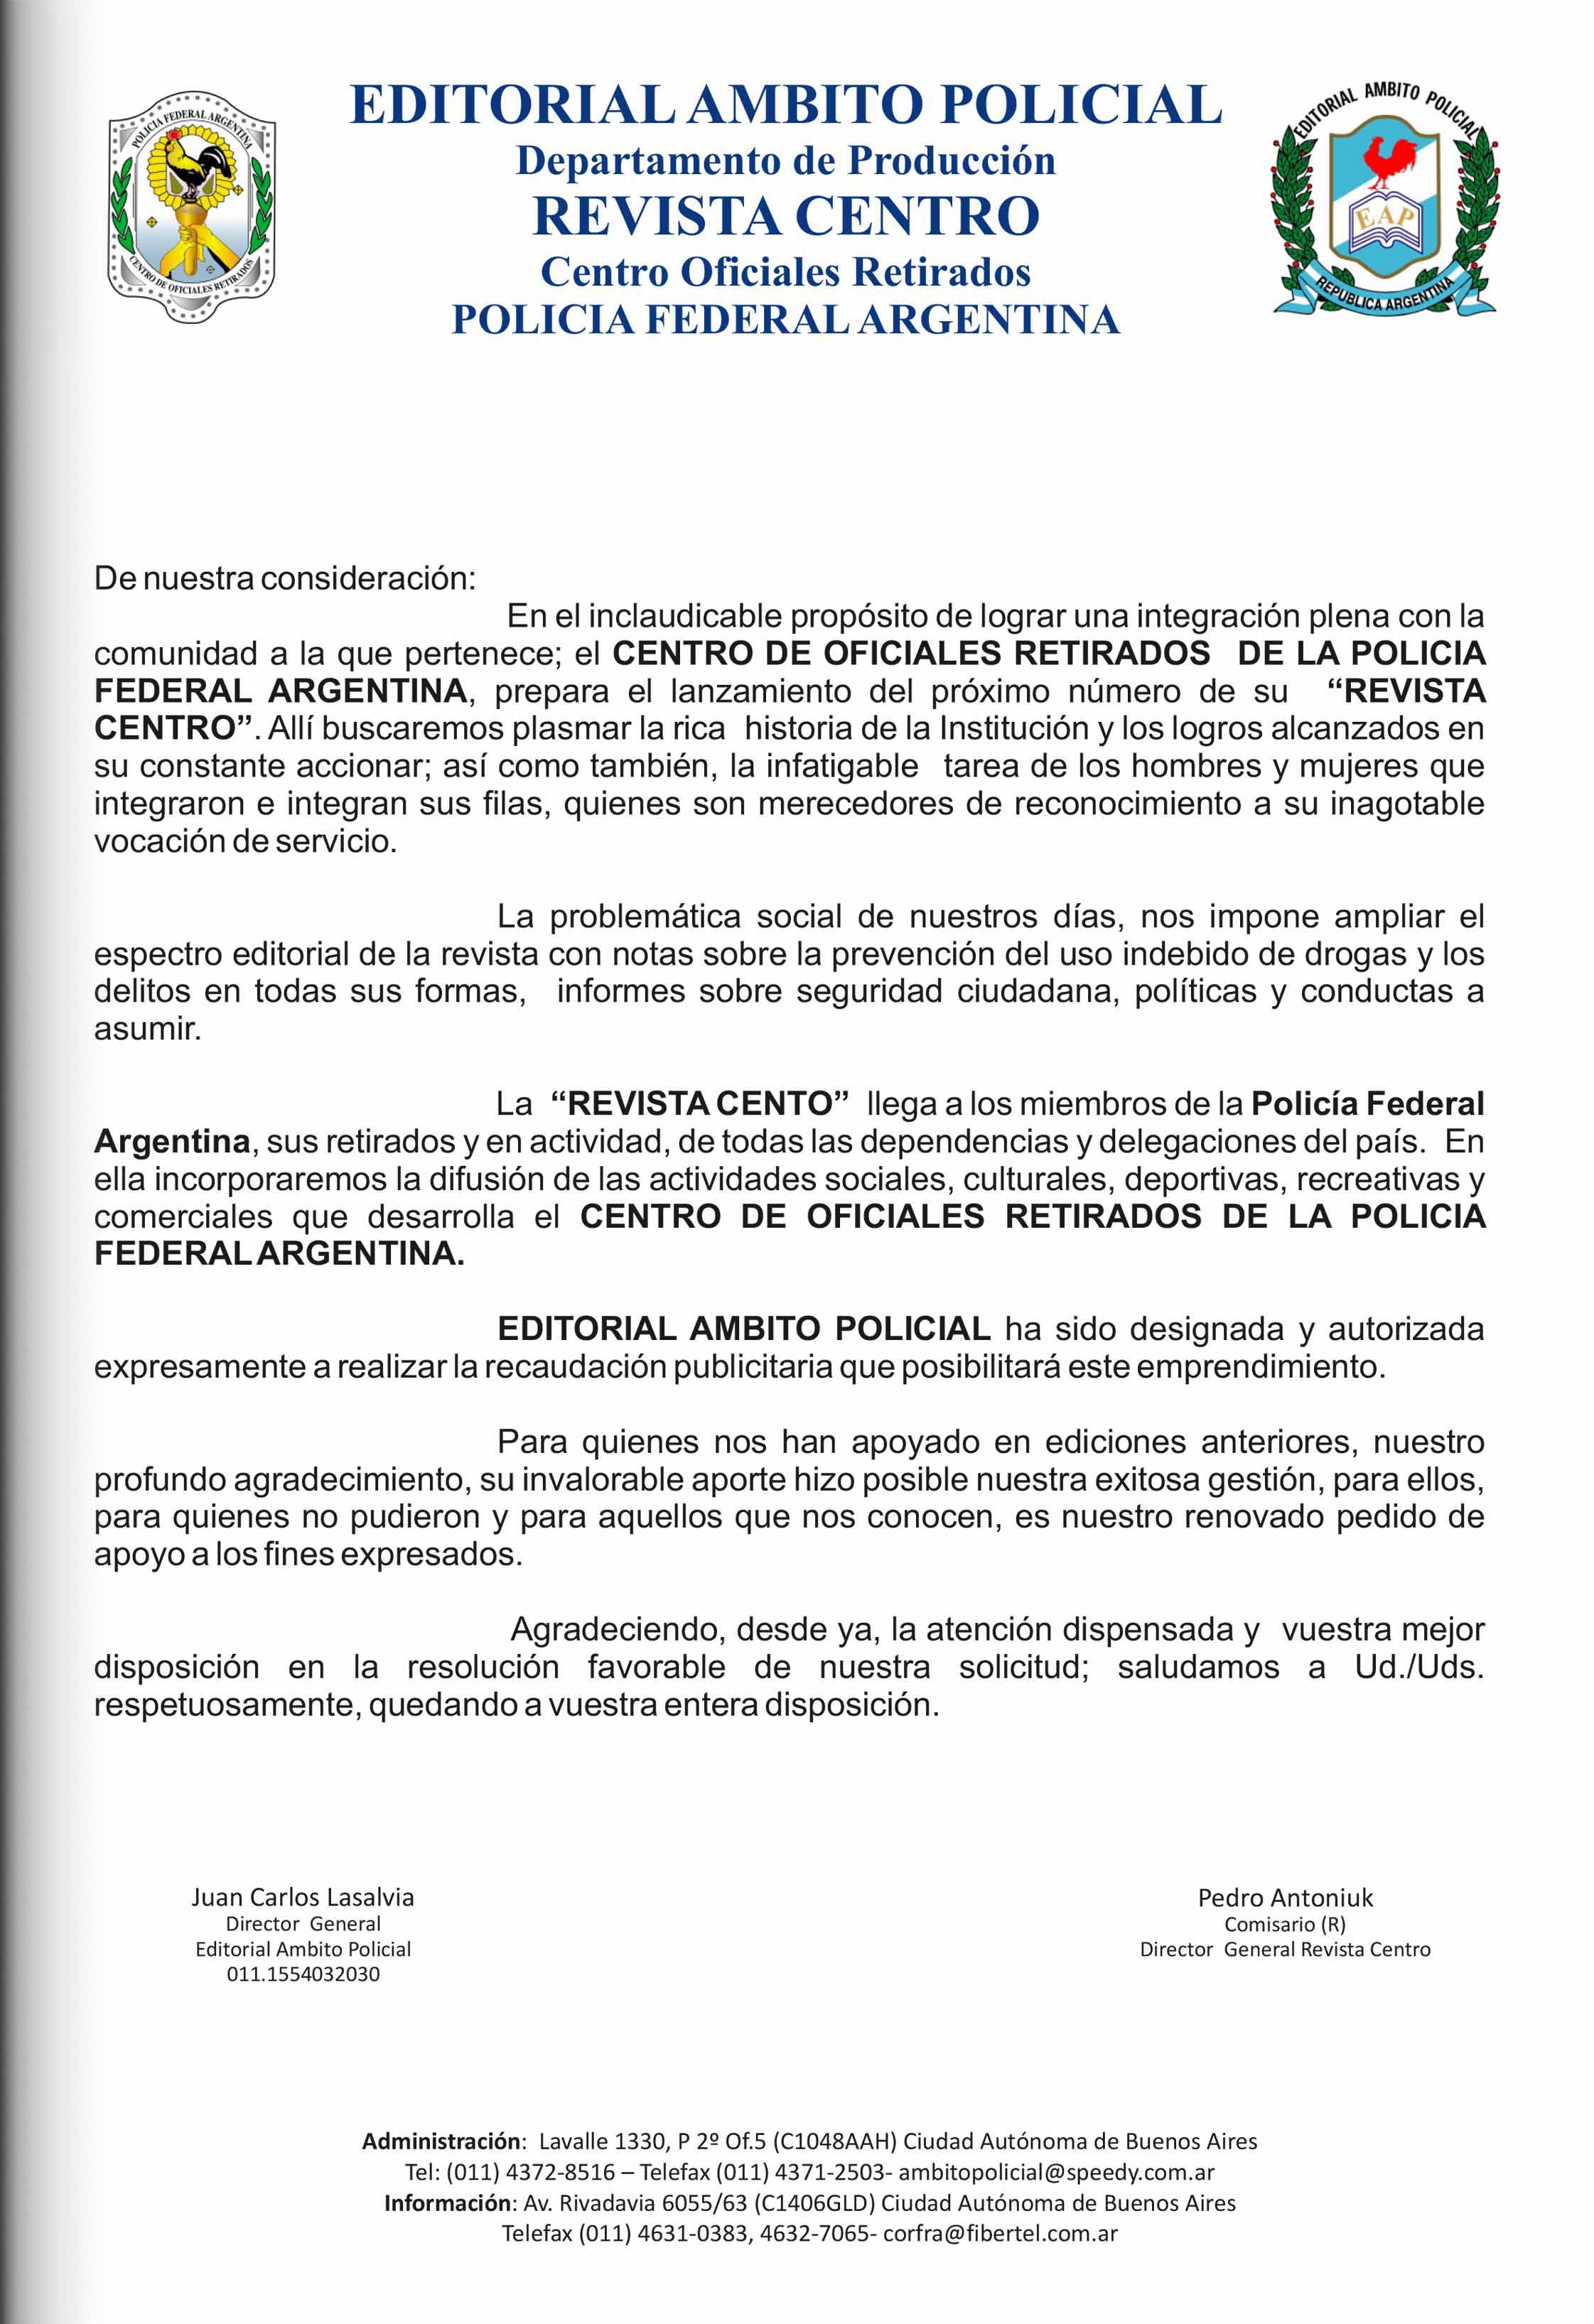 POLICIA FEDERAL ARGENTINA
CENTRO DE OFICIALES RETIRADOS
EDITORIAL AMBITO POLICIAL
Departamento de Producción
REVISTA CENTRO
Centro Oficiales Retirados
POLICIA FEDERAL ARGENTINA
EDITORIAL AMBITO POLICIAL
EAP
REPUBLICA ARGENTINA
De nuestra consideración:
En el inclaudicable propósito de lograr una integración plena con la
comunidad a la que pertenece; el CENTRO DE OFICIALES RETIRADOS DE LA POLICIA
FEDERAL ARGENTINA, prepara el lanzamiento del próximo número de su “REVISTA
CENTRO”. Allí buscaremos plasmar la rica historia de la Institución y los logros alcanzados en
su constante accionar; así como también, la infatigable tarea de los hombres y mujeres que
integraron e integran sus filas, quienes son merecedores de reconocimiento a su inagotable
vocación de servicio.
La problemática social de nuestros días, nos impone ampliar el
espectro editorial de la revista con notas sobre la prevención del uso indebido de drogas y los
delitos en todas sus formas, informes sobre seguridad ciudadana, políticas y conductas a
asumir.
La “REVISTA CENTO” llega a los miembros de la Policía Federal
Argentina, sus retirados y en actividad, de todas las dependencias y delegaciones del país. En
ella incorporaremos la difusión de las actividades sociales, culturales, deportivas, recreativas y
comerciales que desarrolla el CENTRO DE OFICIALES RETIRADOS DE LA POLICIA
FEDERAL ARGENTINA.
EDITORIAL AMBITO POLICIAL ha sido designada y autorizada
expresamente a realizar la recaudación publicitaria que posibilitará este emprendimiento.
Para quienes nos han apoyado en ediciones anteriores, nuestro
profundo agradecimiento, su invalorable aporte hizo posible nuestra exitosa gestión, para ellos,
para quienes no pudieron y para aquellos que nos conocen, es nuestro renovado pedido de
apoyo a los fines expresados.
Agradeciendo, desde ya, la atención dispensada y vuestra mejor
disposición en la resolución favorable de nuestra solicitud; saludamos a Ud./Uds.
respetuosamente, quedando a vuestra entera disposición.
Juan Carlos Lasalvia
Director General
Editorial Ambito Policial
011.1554032030
Pedro Antoniuk
Comisario (R)
Director General Revista Centro
Administración: Lavalle 1330, P 2º Of.5 (C1048AAH) Ciudad Autónoma de Buenos Aires
Tel: (011) 4372-8516 – Telefax (011) 4371-2503- ambitopolicial@speedy.com.ar
Información: Av. Rivadavia 6055/63 (C1406GLD) Ciudad Autónoma de Buenos Aires
Telefax (011) 4631-0383, 4632-7065- corfra@fibertel.com.ar